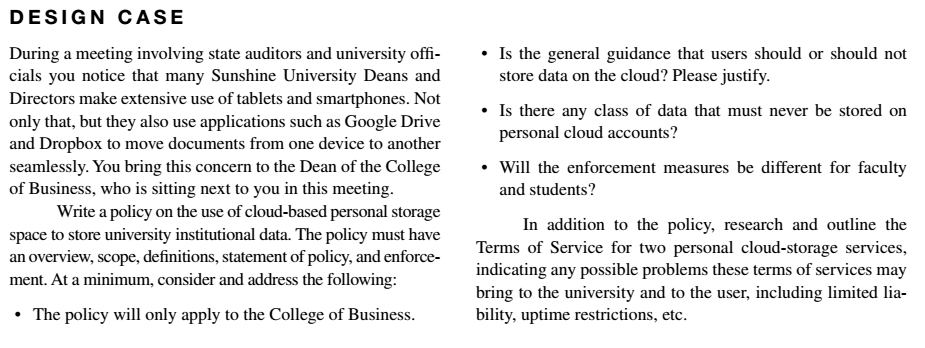 DESIGN CASE
During a meeting involving state auditors and university offi-
cials you notice that many Sunshine University Deans and
Directors make extensive use of tablets and smartphones. Not
only that, but they also use applications such as Google Drive
and Dropbox to move documents from one device to another
seamlessly. You bring this concern to the Dean of the College
of Business, who is sitting next to you in this meeting.
Write a policy on the use of cloud-based personal storage
space to store university institutional data. The policy must have
an overview, scope, definitions, statement of policy, and enforce-
ment. At a minimum, consider and address the following:
• The policy will only apply to the College of Business.
• Is the general guidance that users should or should not
store data on the cloud? Please justify.
• Is there any class of data that must never be stored on
personal cloud accounts?
• Will the enforcement measures be different for faculty
and students?
In addition to the policy, research and outline the
Terms of Service for two personal cloud-storage services,
indicating any possible problems these terms of services may
bring to the university and to the user, including limited lia-
bility, uptime restrictions, etc.